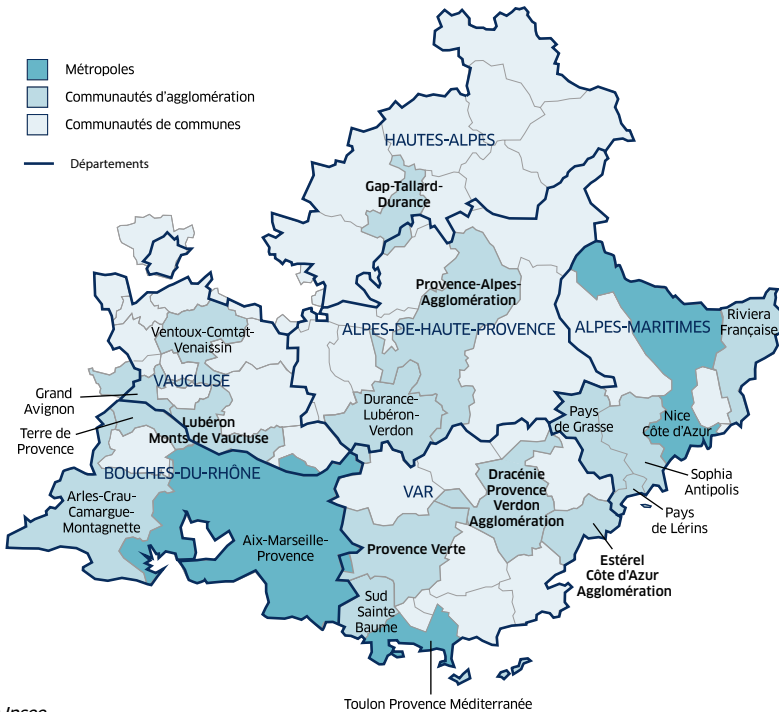 Métropoles
Communautés d'agglomération
Communautés de communes
Départements
HAUTES-ALPES
Gap-Tallard-
Durance
Provence-Alpes-
Agglomération
ALPES-DE-HAUTE-PROVENCE
ALPES-MARITIMES
Riviera
Française
Ventoux-Comtat-
Venaissin
VAUCLUSE
Grand
Avignon
Terre de
Provence
Lubéron
Monts de Vaucluse
Durance-
Lubéron-
Verdon
Pays
de Grasse
Nice
Côte d'Azur
BOUCHES-DU-RHÔNE
Arles-Crau-
Camargue-
Montagnette
VAR
Dracénie
Provence
Verdon
Agglomération
Sophia
Antipolis
Pays
de Lérins
Aix-Marseille-
Provence
Provence Verte
Estérel
Côte d'Azur
Agglomération
Sud
Sainte
Baume
Toulon Provence Méditerranée
Insee